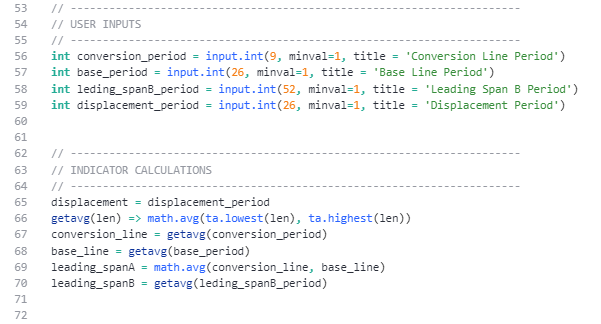 53 // ---------------------------------------------------------------------
54 // USER INPUTS
55 // ---------------------------------------------------------------------
56 int conversion_period = input.int(9, minval=1, title = 'Conversion Line Period')
57 int base_period = input.int(26, minval=1, title = 'Base Line Period')
58 int leding_spanB_period = input.int(52, minval=1, title = 'Leading Span B Period')
59 int displacement_period = input.int(26, minval=1, title = 'Displacement Period')
60
61
62 // ---------------------------------------------------------------------
63 // INDICATOR CALCULATIONS
64 // ---------------------------------------------------------------------
65 displacement = displacement_period
66 getavg(len) => math.avg(ta.lowest(len), ta.highest(len))
67 conversion_line = getavg(conversion_period)
68 base_line = getavg(base_period)
69 leading_spanA = math.avg(conversion_line, base_line)
70 leading_spanB = getavg(leding_spanB_period)
71
72